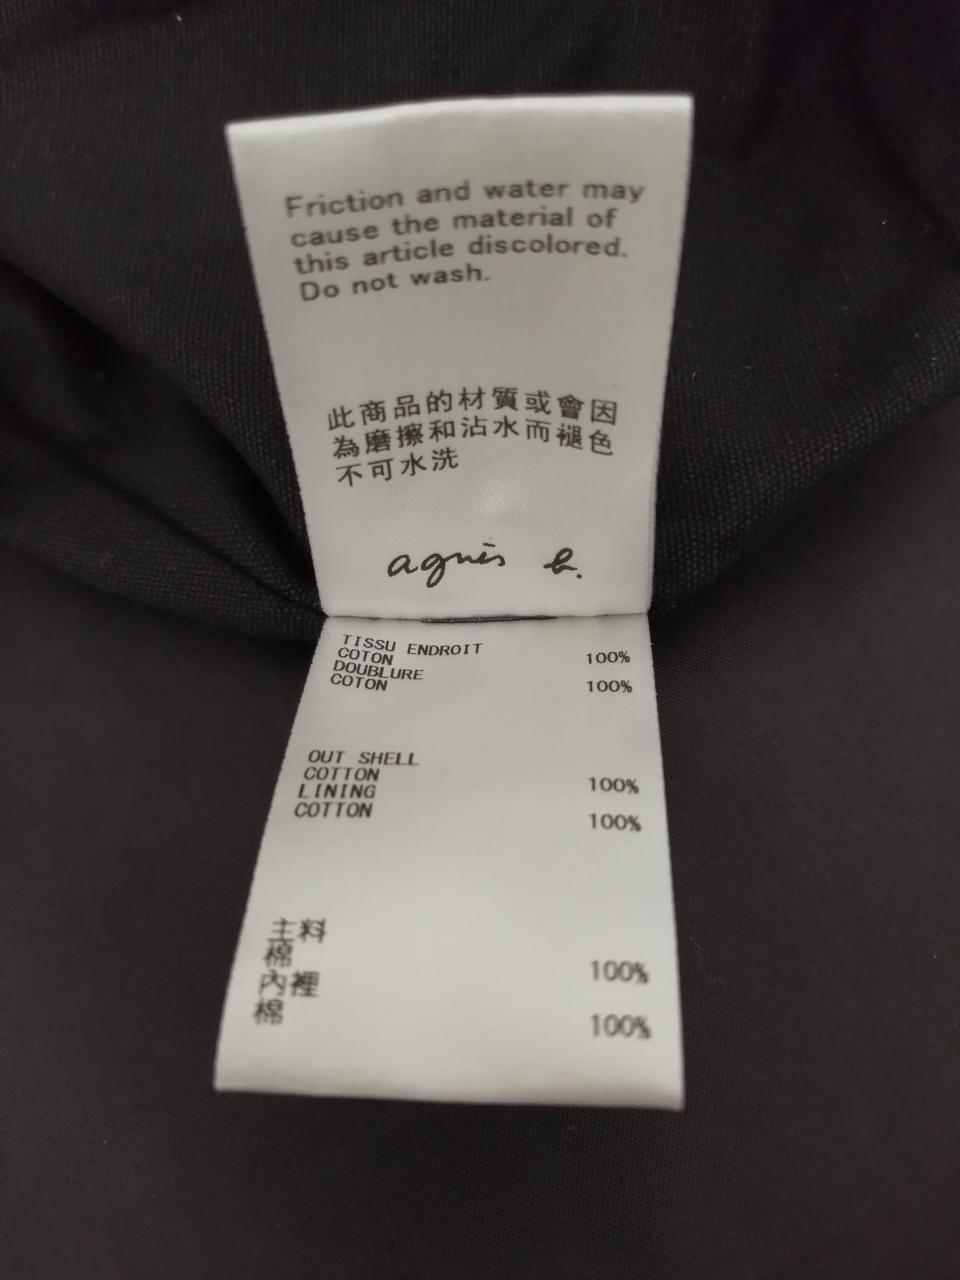 Friction and water may
cause the material of
this article discolored.
Do not wash.
此商品的材質或會因
為磨擦和沾水而褪色
不可水洗
agnès b.
TISSU ENDROIT
COTON 100%
DOUBLURE
COTON 100%
OUT SHELL
COTTON 100%
LINING
COTTON 100%
主料
棉 100%
內裡
棉 100%